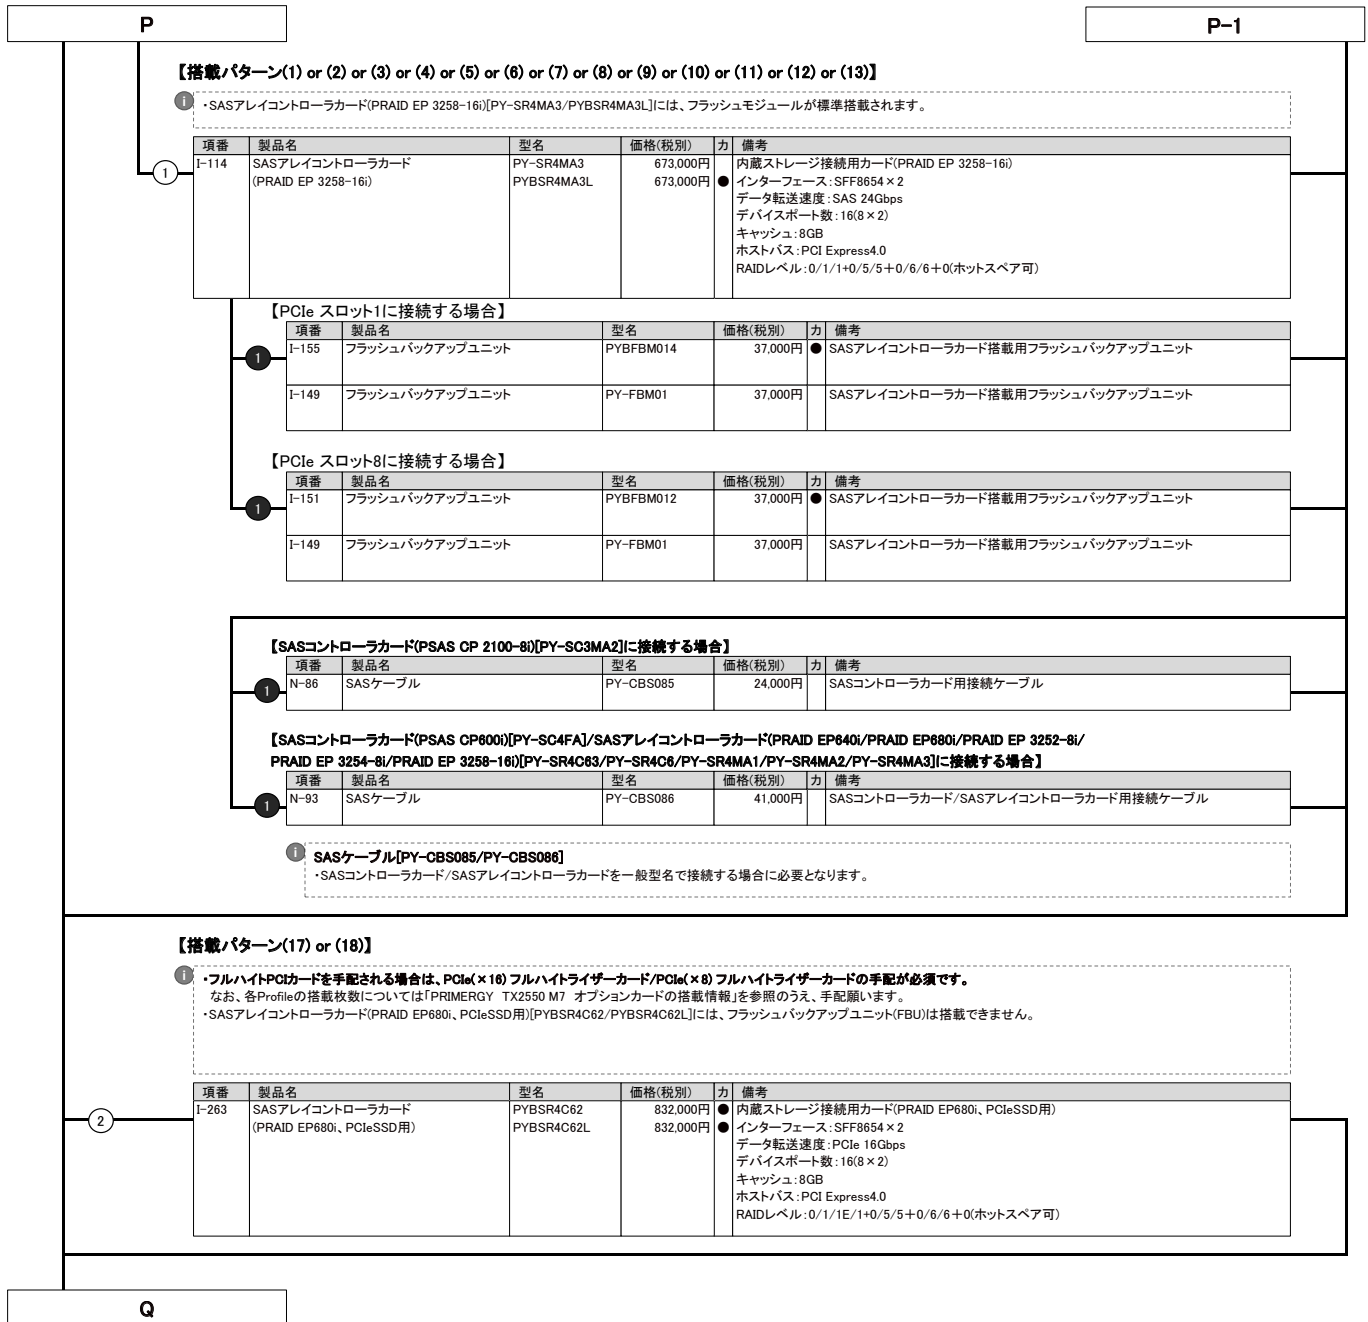 P
P-1
【搭載パターン(1) or (2) or (3) or (4) or (5) or (6) or (7) or (8) or (9) or (10) or (11) or (12) or (13)】
i
・SASアレイコントローラカード(PRAID EP 3258-16i)[PY-SR4MA3/PYBSR4MA3L]には、フラッシュモジュールが標準搭載されます。
項番 製品名 型名 価格(税別) カ 備考
1
I-114 SASアレイコントローラカード PY-SR4MA3 673,000円 内蔵ストレージ接続用カード(PRAID EP 3258-16i)
(PRAID EP 3258-16i) PYBSR4MA3L 673,000円 ● インターフェース：SFF8654×2
データ転送速度：SAS 24Gbps
デバイスポート数：16(8×2)
キャッシュ：8GB
ホストバス：PCI Express4.0
RAIDレベル：0/1/1+0/5/5＋0/6/6＋0(ホットスペア可)
【PCIe スロット1に接続する場合】
項番 製品名 型名 価格(税別) カ 備考
1
I-155 フラッシュバックアップユニット PYBFBM014 37,000円 ● SASアレイコントローラカード搭載用フラッシュバックアップユニット
I-149 フラッシュバックアップユニット PY-FBM01 37,000円 SASアレイコントローラカード搭載用フラッシュバックアップユニット
【PCIe スロット8に接続する場合】
項番 製品名 型名 価格(税別) カ 備考
1
I-151 フラッシュバックアップユニット PYBFBM012 37,000円 ● SASアレイコントローラカード搭載用フラッシュバックアップユニット
I-149 フラッシュバックアップユニット PY-FBM01 37,000円 SASアレイコントローラカード搭載用フラッシュバックアップユニット
【SASコントローラカード(PSAS CP 2100-8i)[PY-SC3MA2]に接続する場合】
項番 製品名 型名 価格(税別) カ 備考
1
N-86 SASケーブル PY-CBS085 24,000円 SASコントローラカード用接続ケーブル
【SASコントローラカード(PSAS CP600i)[PY-SC4FA]/SASアレイコントローラカード(PRAID EP640i/PRAID EP680i/PRAID EP 3252-8i/
PRAID EP 3254-8i/PRAID EP 3258-16i)[PY-SR4C63/PY-SR4C6/PY-SR4MA1/PY-SR4MA2/PY-SR4MA3]に接続する場合】
項番 製品名 型名 価格(税別) カ 備考
1
N-93 SASケーブル PY-CBS086 41,000円 SASコントローラカード/SASアレイコントローラカード用接続ケーブル
i
SASケーブル[PY-CBS085/PY-CBS086]
・SASコントローラカード/SASアレイコントローラカードを一般型名で接続する場合に必要となります。
【搭載パターン(17) or (18)】
i
・フルハイトPCIカードを手配される場合は、PCIe(×16) フルハイトライザーカード/PCIe(×8) フルハイトライザーカードの手配が必須です。
なお、各Profileの搭載枚数については「PRIMERGY TX2550 M7 オプションカードの搭載情報」を参照のうえ、手配願います。
・SASアレイコントローラカード(PRAID EP680i、PCIeSSD用)[PYBSR4C62/PYBSR4C62L]には、フラッシュバックアップユニット(FBU)は搭載できません。
項番 製品名 型名 価格(税別) カ 備考
2
I-263 SASアレイコントローラカード PYBSR4C62 832,000円 ● 内蔵ストレージ接続用カード(PRAID EP680i、PCIeSSD用)
(PRAID EP680i、PCIeSSD用) PYBSR4C62L 832,000円 ● インターフェース：SFF8654×2
データ転送速度：PCIe 16Gbps
デバイスポート数：16(8×2)
キャッシュ：8GB
ホストバス：PCI Express4.0
RAIDレベル：0/1/1E/1+0/5/5＋0/6/6＋0(ホットスペア可)
Q